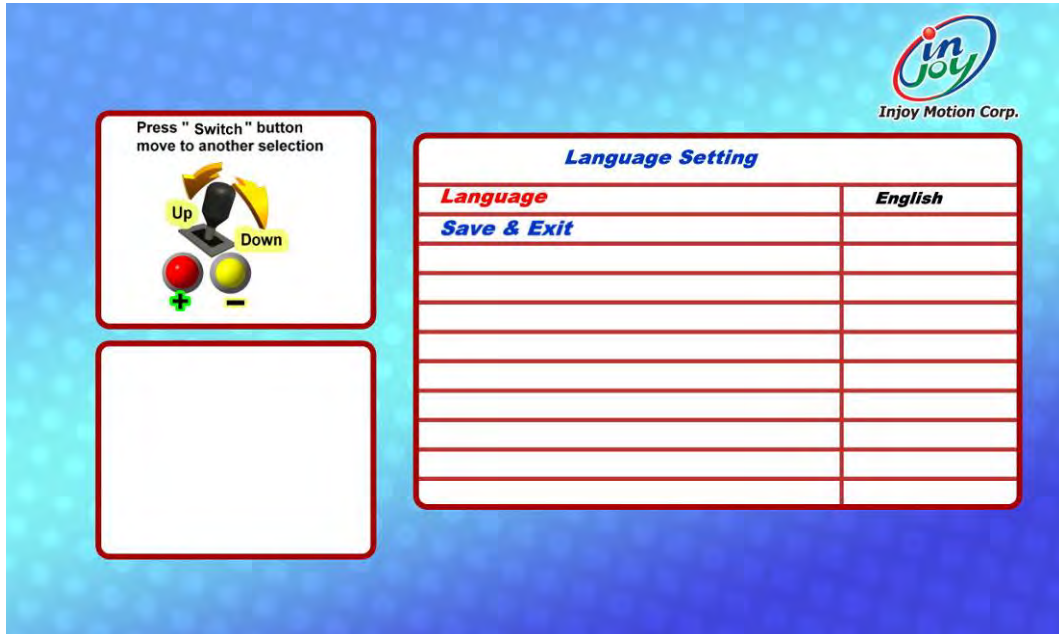 in
joy
Injoy Motion Corp.
Press " Switch " button
move to another selection
Up
Down
+ -
Language Setting
Language English
Save & Exit